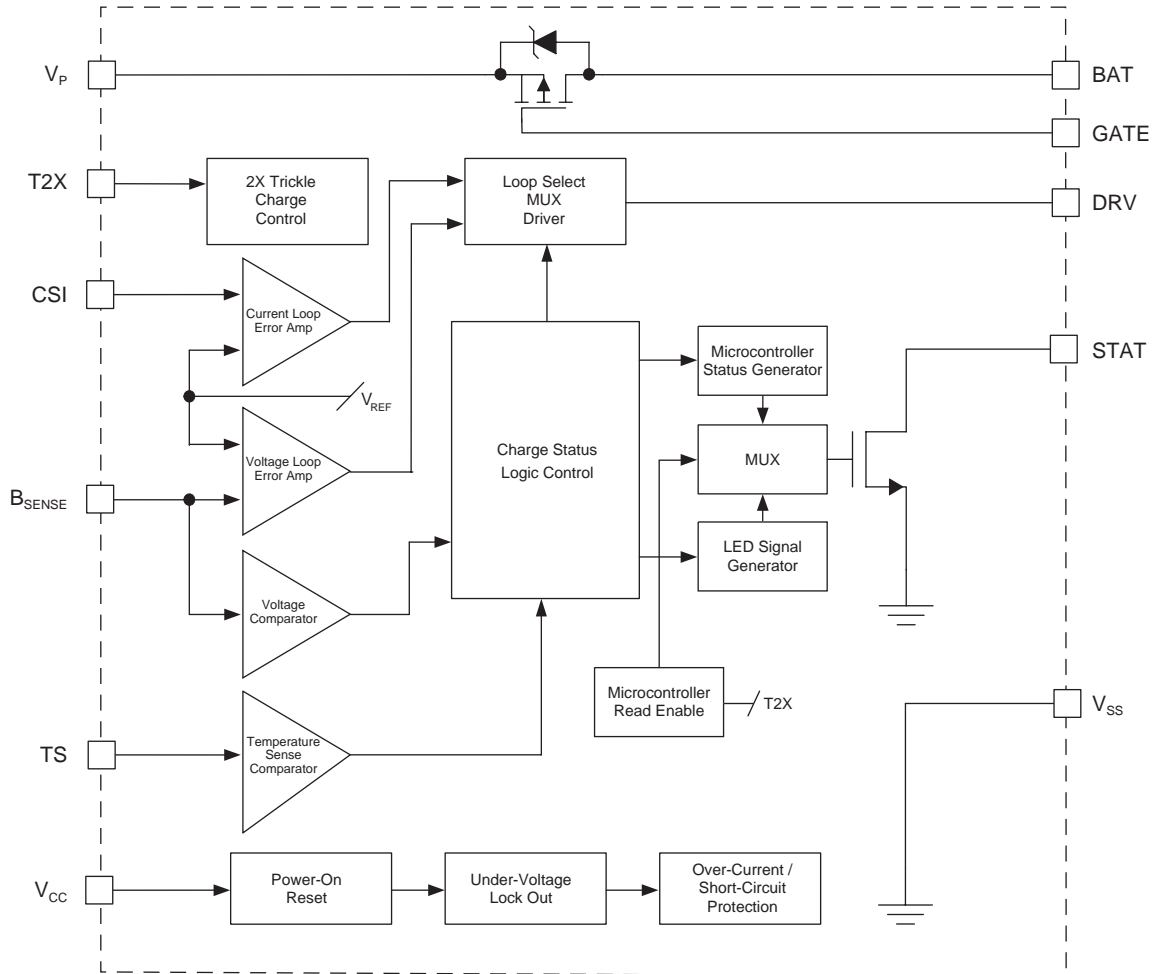 V_P
BAT
GATE
T2X
2X Trickle
Charge
Control
Loop Select
MUX
Driver
DRV
CSI
Current Loop
Error Amp
V_REF
Microcontroller
Status Generator
STAT
Voltage Loop
Error Amp
B_SENSE
Charge Status
Logic Control
MUX
LED Signal
Generator
Voltage
Comparator
Microcontroller
Read Enable
T2X
V_SS
TS
Temperature
Sense
Comparator
V_CC
Power-On
Reset
Under-Voltage
Lock Out
Over-Current /
Short-Circuit
Protection